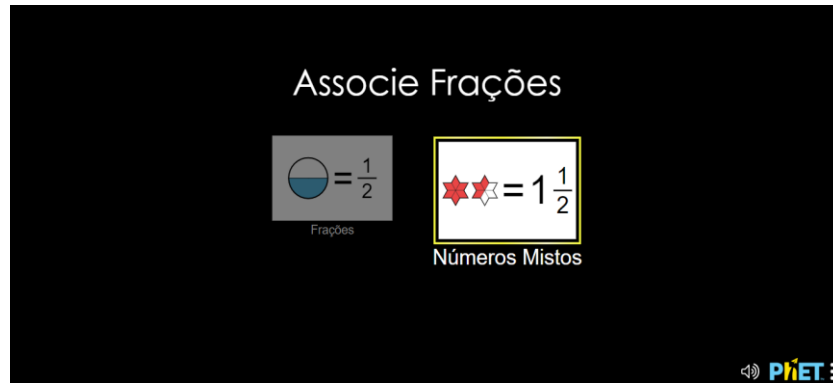 Associe Frações
= 1/2
= 1 1/2
Frações
Números Mistos
PhET